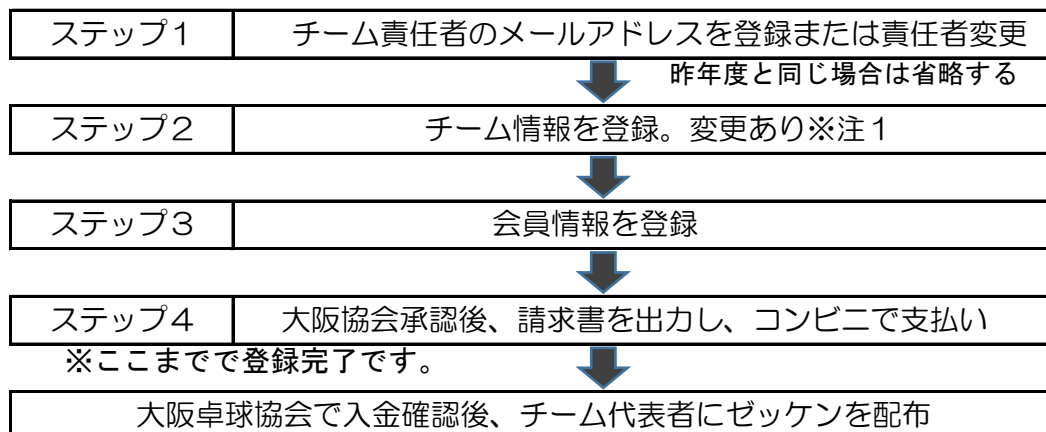 ステップ1 チーム責任者のメールアドレスを登録または責任者変更
昨年度と同じ場合は省略する
ステップ2 チーム情報を登録。変更あり※注1
ステップ3 会員情報を登録
ステップ4 大阪協会承認後、請求書を出力し、コンビニで支払い
※ここまでで登録完了です。
大阪卓球協会で入金確認後、チーム代表者にゼッケンを配布